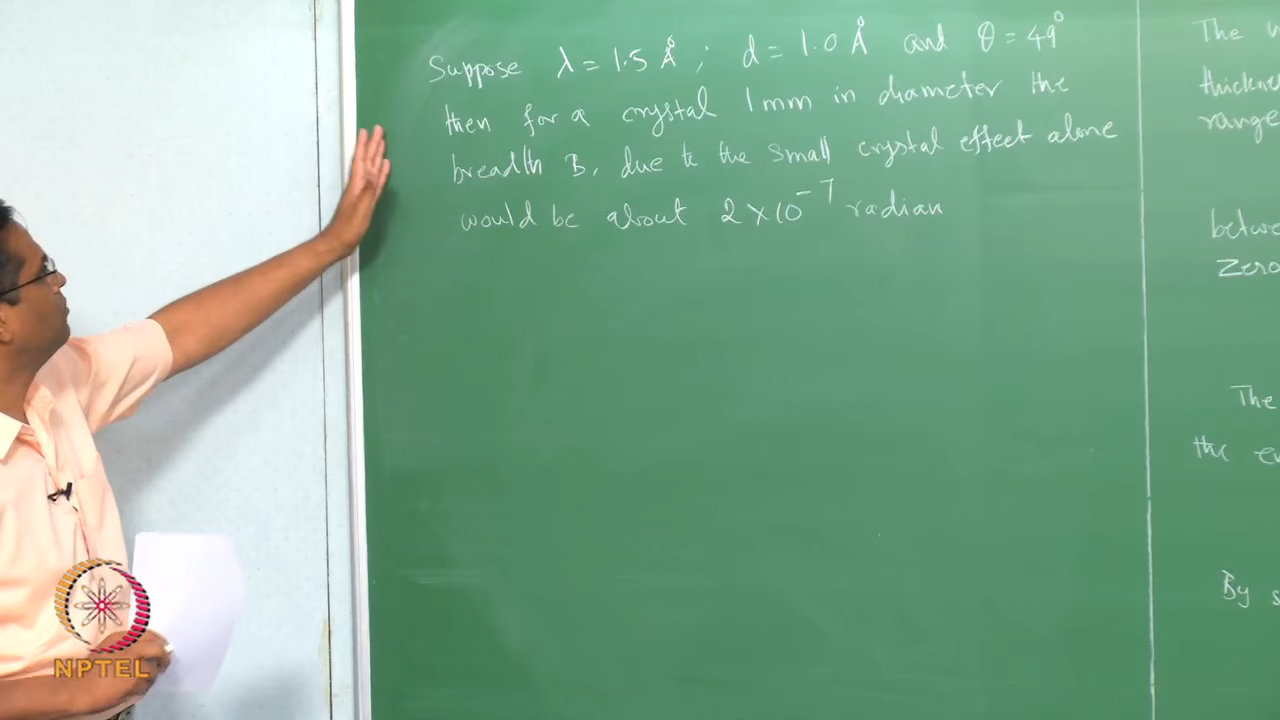 Suppose λ = 1.5 Å ; d = 1.0 Å and θ = 49°
then for a crystal 1mm in diameter the
breadth B, due to the small crystal effect alone
would be about 2×10⁻⁷ radian
The
thickne
range
betwe
Zero
The
the
By s
NPTEL